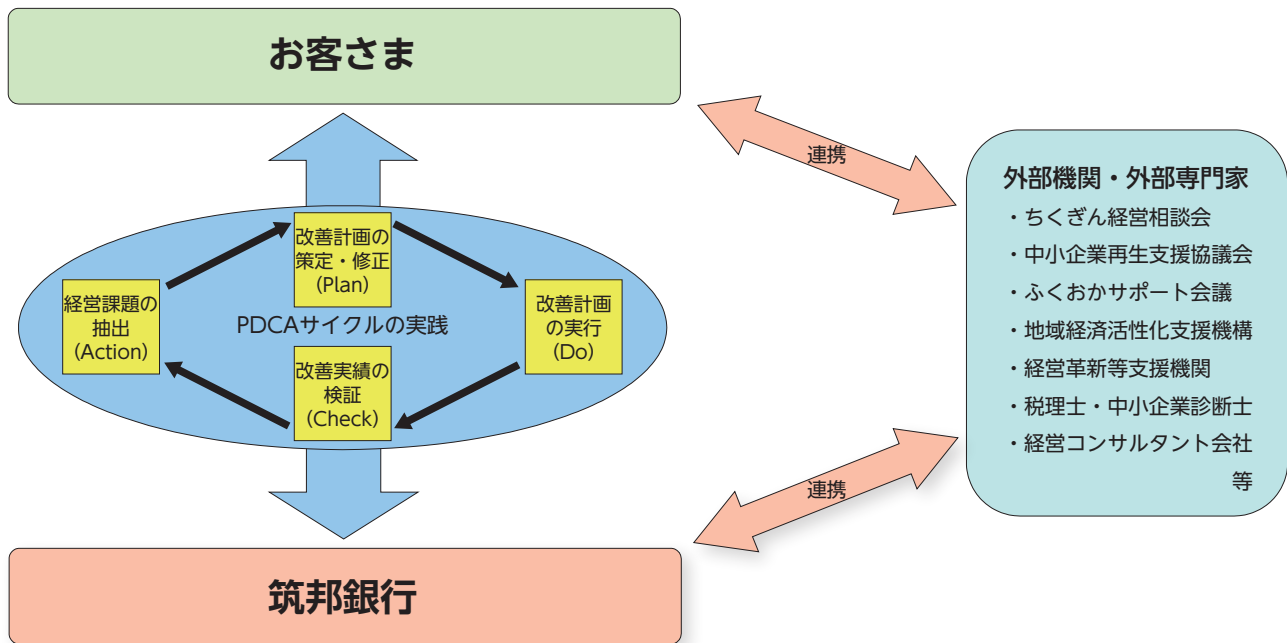 お客さま
連携
外部機関・外部専門家
・ちくぎん経営相談会
・中小企業再生支援協議会
・ふくおかサポート会議
・地域経済活性化支援機構
・経営革新等支援機関
・税理士・中小企業診断士
・経営コンサルタント会社
等
改善計画の
策定・修正
(Plan)
経営課題の
抽出
(Action)
PDCAサイクルの実践
改善計画
の実行
(Do)
改善実績の
検証
(Check)
連携
筑邦銀行